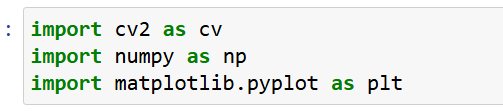 :
import cv2 as cv
import numpy as np
import matplotlib.pyplot as plt